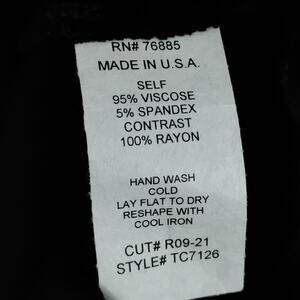 RN# 76885
MADE IN U.S.A.
SELF
95% VISCOSE
5% SPANDEX
CONTRAST
100% RAYON
HAND WASH
COLD
LAY FLAT TO DRY
RESHAPE WITH
COOL IRON
CUT# R09-21
STYLE# TC7126